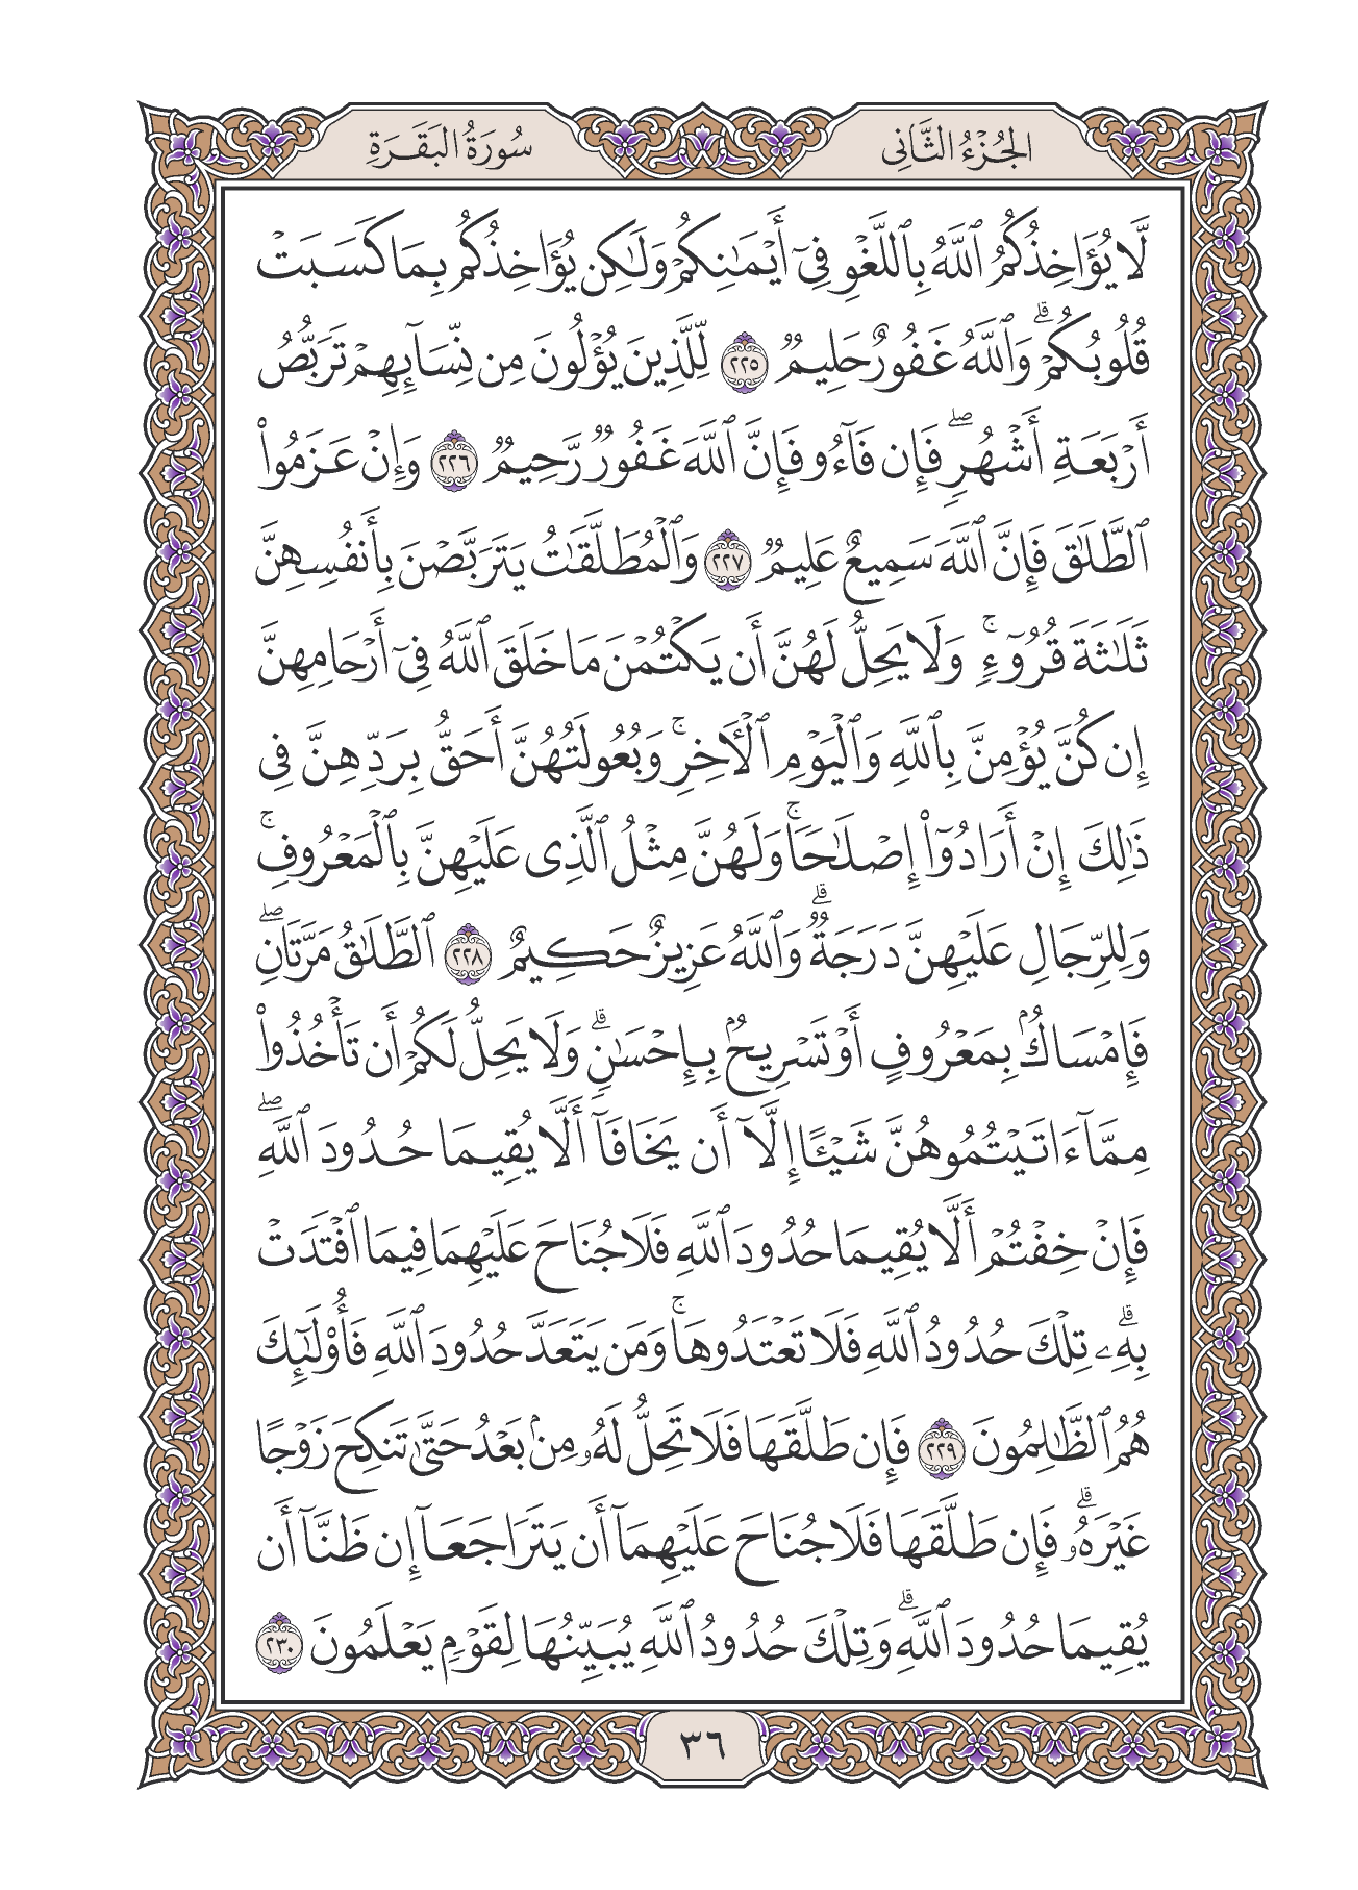 الجُزْءُ الثَّانِي
سُورَةُ البَقَرَةِ
لَّا يُؤَاخِذُكُمُ ٱللَّهُ بِٱللَّغْوِ فِىٓ أَيْمَـٰنِكُمْ وَلَـٰكِن يُؤَاخِذُكُم بِمَا كَسَبَتْ
قُلُوبُكُمْ ۗ وَٱللَّهُ غَفُورٌ حَلِيمٌ ٢٢٥ لِّلَّذِينَ يُؤْلُونَ مِن نِّسَآئِهِمْ تَرَبُّصُ
أَرْبَعَةِ أَشْهُرٍ ۖ فَإِن فَآءُو فَإِنَّ ٱللَّهَ غَفُورٌ رَّحِيمٌ ٢٢٦ وَإِنْ عَزَمُوا۟
ٱلطَّلَـٰقَ فَإِنَّ ٱللَّهَ سَمِيعٌ عَلِيمٌ ٢٢٧ وَٱلْمُطَلَّقَـٰتُ يَتَرَبَّصْنَ بِأَنفُسِهِنَّ
ثَلَـٰثَةَ قُرُوٓءٍ ۚ وَلَا يَحِلُّ لَهُنَّ أَن يَكْتُمْنَ مَا خَلَقَ ٱللَّهُ فِىٓ أَرْحَامِهِنَّ
إِن كُنَّ يُؤْمِنَّ بِٱللَّهِ وَٱلْيَوْمِ ٱلْـَٔاخِرِ ۚ وَبُعُولَتُهُنَّ أَحَقُّ بِرَدِّهِنَّ فِى
ذَٰلِكَ إِنْ أَرَادُوٓا۟ إِصْلَـٰحًا ۚ وَلَهُنَّ مِثْلُ ٱلَّذِى عَلَيْهِنَّ بِٱلْمَعْرُوفِ ۚ
وَلِلرِّجَالِ عَلَيْهِنَّ دَرَجَةٌ ۗ وَٱللَّهُ عَزِيزٌ حَكِيمٌ ٢٢٨ ٱلطَّلَـٰقُ مَرَّتَانِ ۖ
فَإِمْسَاكٌۢ بِمَعْرُوفٍ أَوْ تَسْرِيحٌۢ بِإِحْسَـٰنٍ ۗ وَلَا يَحِلُّ لَكُمْ أَن تَأْخُذُوا۟
مِمَّآ ءَاتَيْتُمُوهُنَّ شَيْـًٔا إِلَّآ أَن يَخَافَآ أَلَّا يُقِيمَا حُدُودَ ٱللَّهِ ۖ
فَإِنْ خِفْتُمْ أَلَّا يُقِيمَا حُدُودَ ٱللَّهِ فَلَا جُنَاحَ عَلَيْهِمَا فِيمَا ٱفْتَدَتْ
بِهِۦ ۗ تِلْكَ حُدُودُ ٱللَّهِ فَلَا تَعْتَدُوهَا ۚ وَمَن يَتَعَدَّ حُدُودَ ٱللَّهِ فَأُو۟لَـٰٓئِكَ
هُمُ ٱلظَّـٰلِمُونَ ٢٢٩ فَإِن طَلَّقَهَا فَلَا تَحِلُّ لَهُۥ مِنۢ بَعْدُ حَتَّىٰ تَنكِحَ زَوْجًا
غَيْرَهُۥ ۗ فَإِن طَلَّقَهَا فَلَا جُنَاحَ عَلَيْهِمَآ أَن يَتَرَاجَعَآ إِن ظَنَّآ أَن
يُقِيمَا حُدُودَ ٱللَّهِ ۗ وَتِلْكَ حُدُودُ ٱللَّهِ يُبَيِّنُهَا لِقَوْمٍ يَعْلَمُونَ ٢٣٠
٣٦